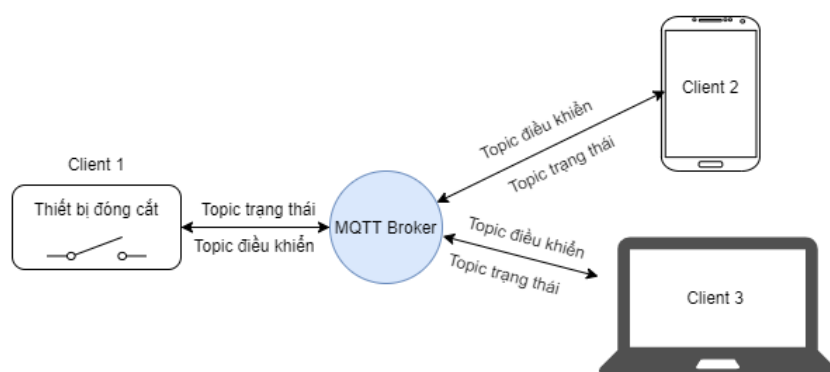 Client 1
Thiết bị đóng cắt
Topic trạng thái
Topic điều khiển
MQTT Broker
Topic điều khiển
Topic trạng thái
Client 2
Topic điều khiển
Topic trạng thái
Client 3